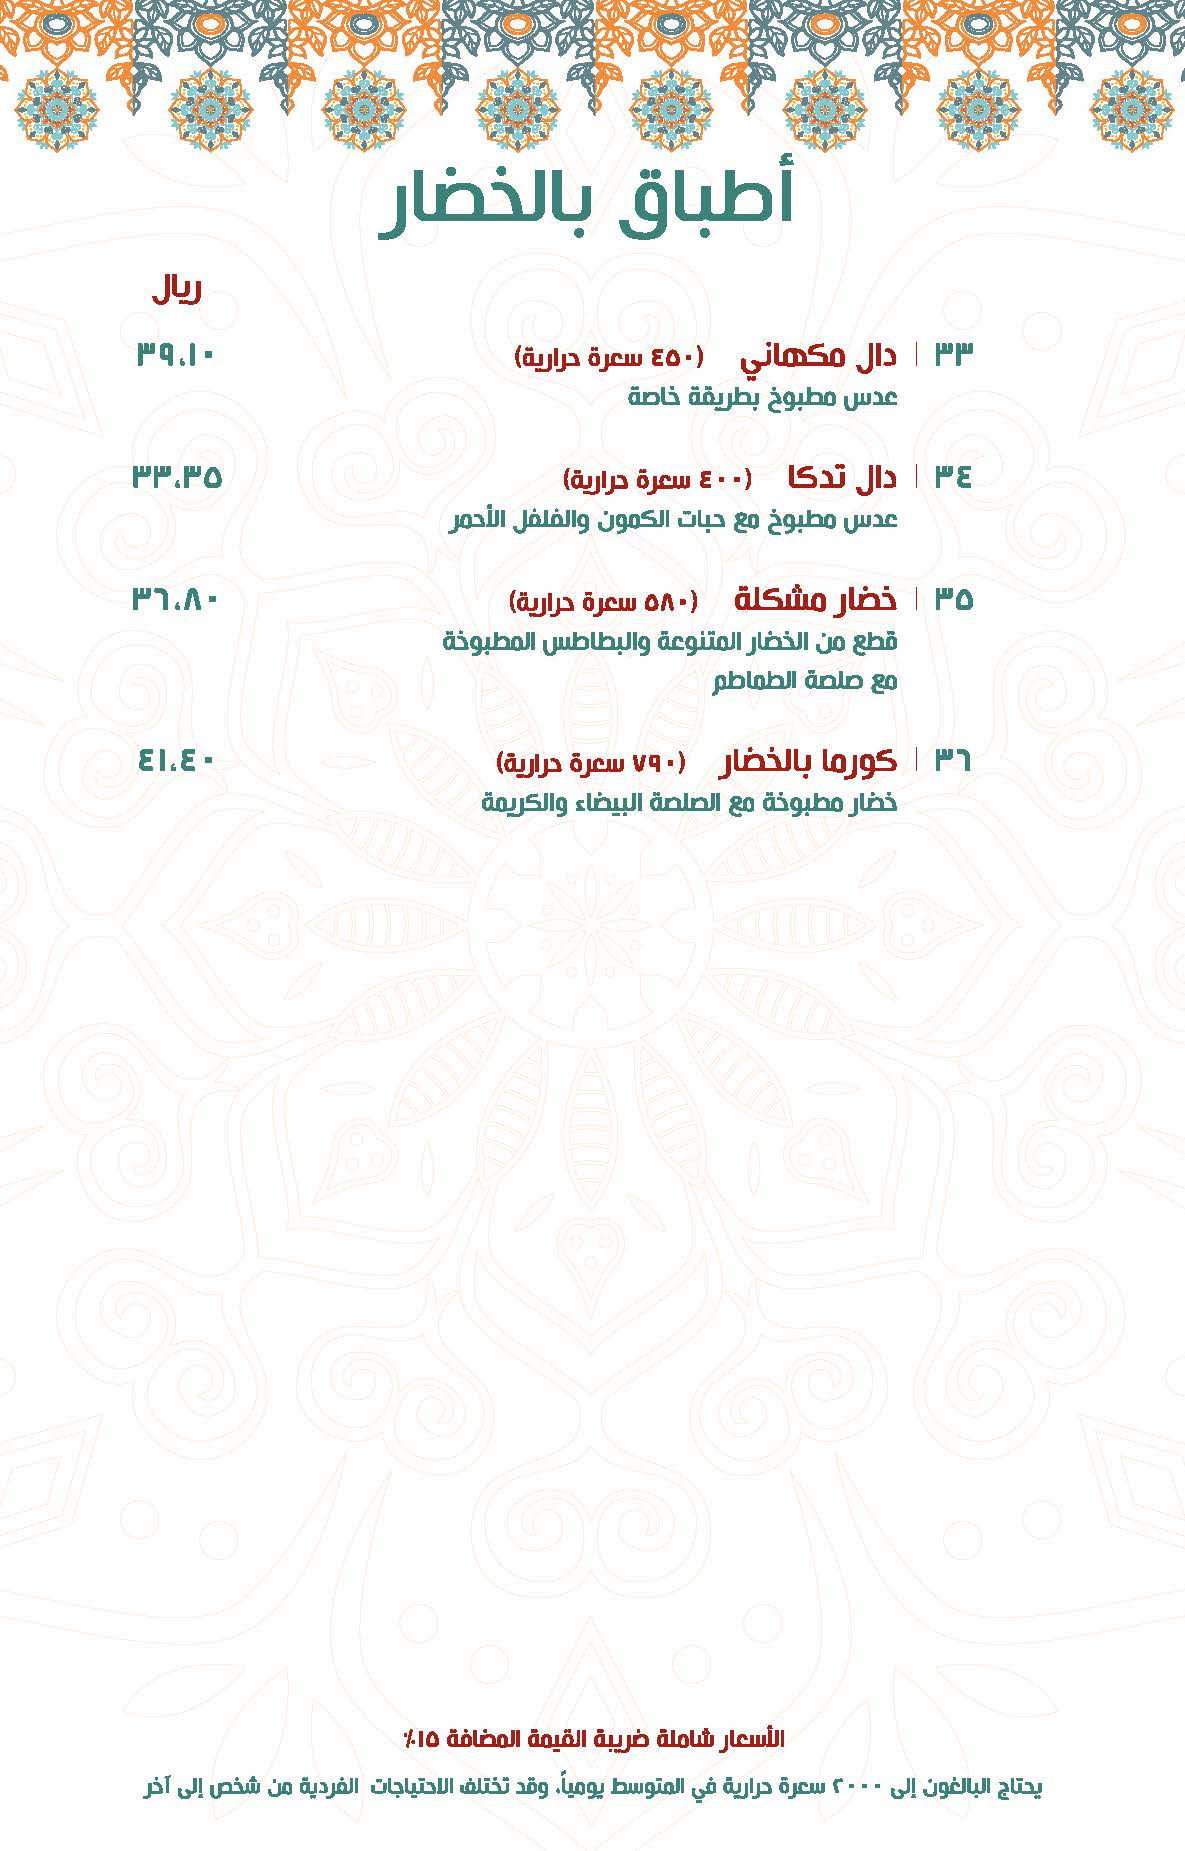 أطباق بالخضار
ريال
٣٣ | دال مكهاني (٤٥٠ سعرة حرارية) ٣٩،١٠
عدس مطبوخ بطريقة خاصة
٣٤ | دال تدكا (٤٠٠ سعرة حرارية) ٣٣،٣٥
عدس مطبوخ مع حبات الكمون والفلفل الأحمر
٣٥ | خضار مشكلة (٥٨٠ سعرة حرارية) ٣٦،٨٠
قطع من الخضار المتنوعة والبطاطس المطبوخة
مع صلصة الطماطم
٣٦ | كورما بالخضار (٧٩٠ سعرة حرارية) ٤١،٤٠
خضار مطبوخة مع الصلصة البيضاء والكريمة
الأسعار شاملة ضريبة القيمة المضافة ١٥٪
يحتاج البالغون إلى ٢٠٠٠ سعرة حرارية في المتوسط يومياً، وقد تختلف الاحتياجات الفردية من شخص إلى آخر